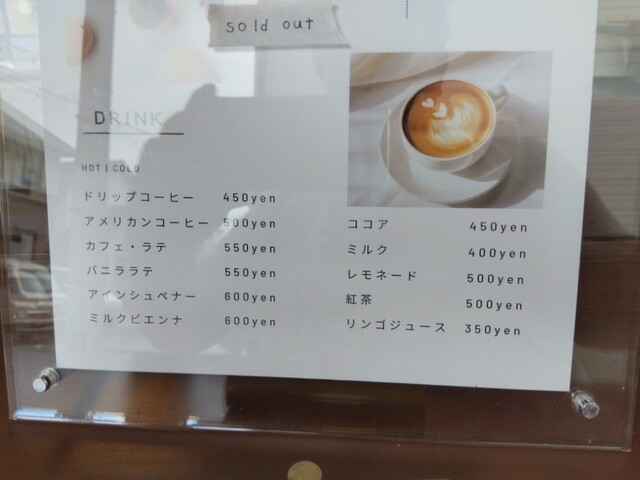 sold out
DRINK
HOT | COLD
ドリップコーヒー 450yen
アメリカンコーヒー 500yen
カフェ・ラテ 550yen
バニララテ 550yen
アインシュペナー 600yen
ミルクビエンナ 600yen
ココア 450yen
ミルク 400yen
レモネード 500yen
紅茶 500yen
リンゴジュース 350yen